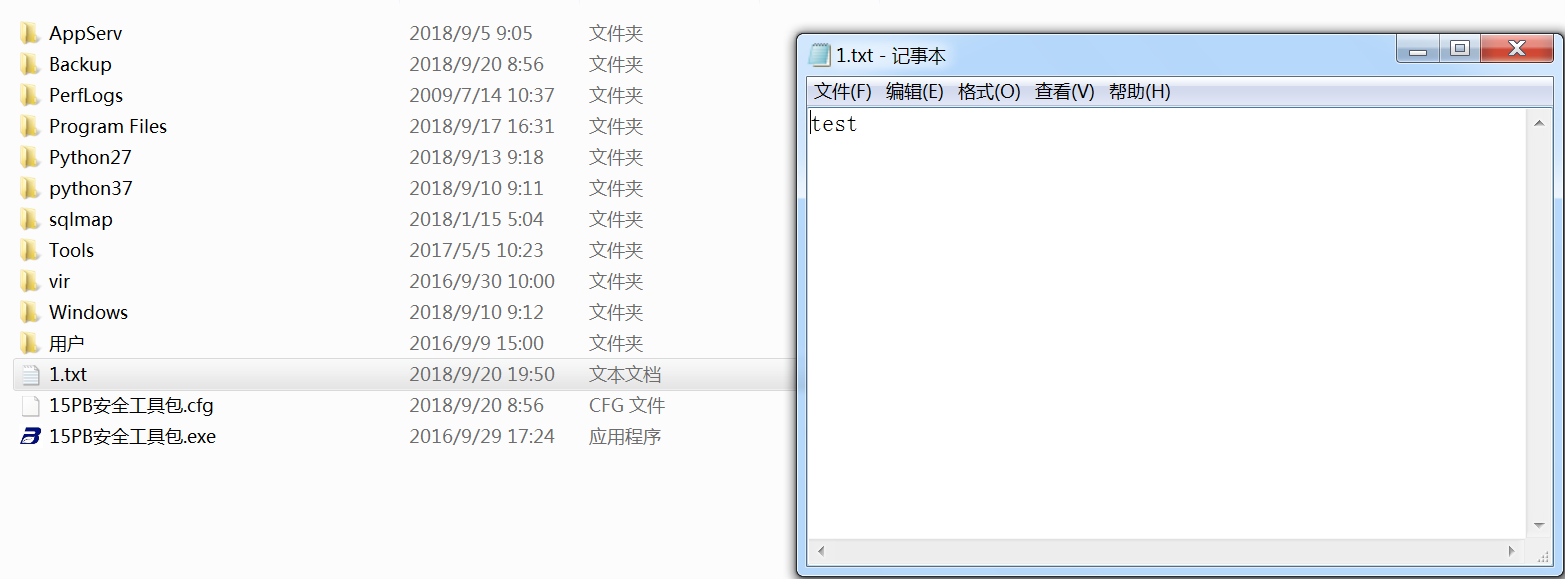 AppServ 2018/9/5 9:05 文件夹
Backup 2018/9/20 8:56 文件夹
PerfLogs 2009/7/14 10:37 文件夹
Program Files 2018/9/17 16:31 文件夹
Python27 2018/9/13 9:18 文件夹
python37 2018/9/10 9:11 文件夹
sqlmap 2018/1/15 5:04 文件夹
Tools 2017/5/5 10:23 文件夹
vir 2016/9/30 10:00 文件夹
Windows 2018/9/10 9:12 文件夹
用户 2016/9/9 15:00 文件夹
1.txt 2018/9/20 19:50 文本文档
15PB安全工具包.cfg 2018/9/20 8:56 CFG 文件
15PB安全工具包.exe 2016/9/29 17:24 应用程序
1.txt - 记事本
文件(F) 编辑(E) 格式(O) 查看(V) 帮助(H)
test